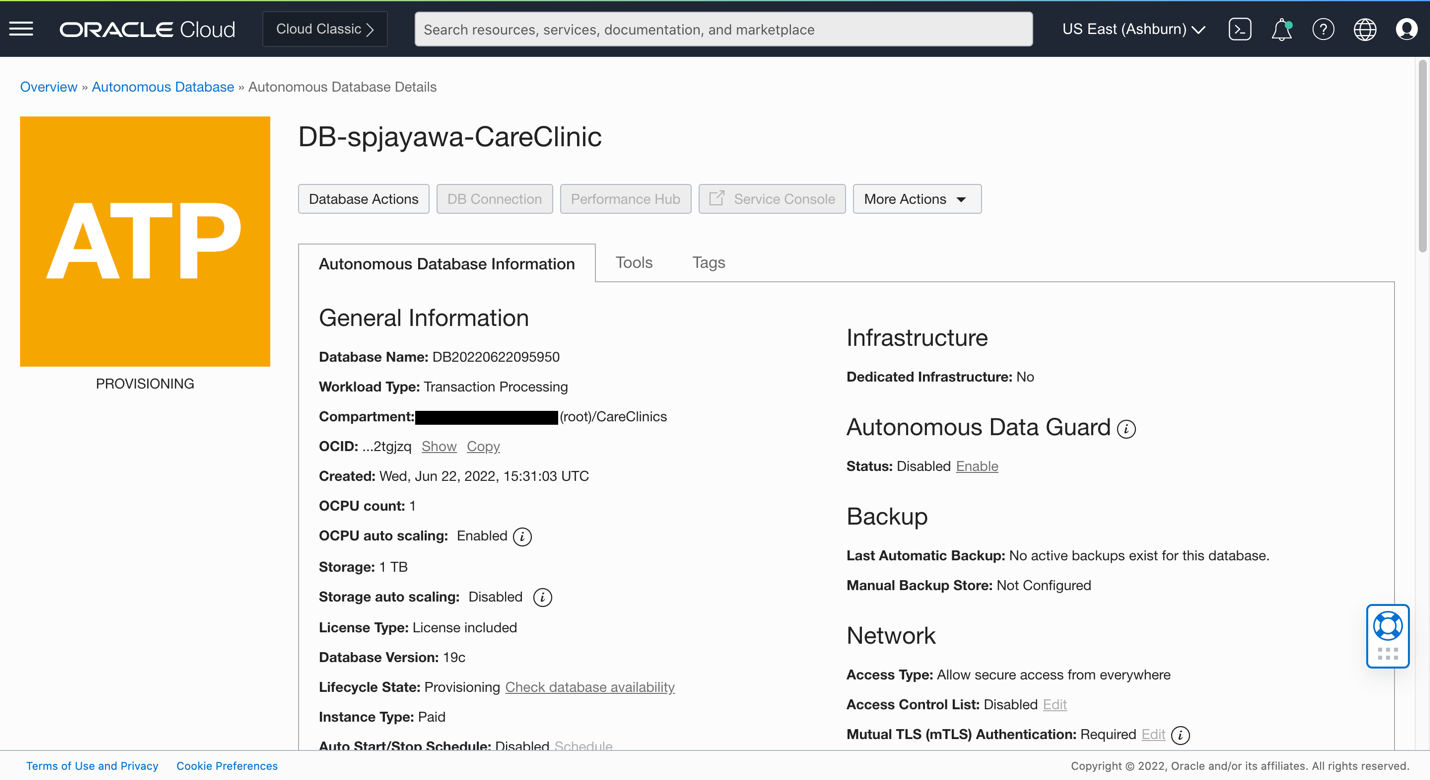 ORACLE Cloud
Cloud Classic
Search resources, services, documentation, and marketplace
US East (Ashburn)
Overview » Autonomous Database » Autonomous Database Details
ATP
PROVISIONING
DB-spjayawa-CareClinic
Database Actions
DB Connection
Performance Hub
Service Console
More Actions
Autonomous Database Information
Tools
Tags
General Information
Database Name: DB20220622095950
Workload Type: Transaction Processing
Compartment: (root)/CareClinics
OCID: ...2tgjzq Show Copy
Created: Wed, Jun 22, 2022, 15:31:03 UTC
OCPU count: 1
OCPU auto scaling: Enabled i
Storage: 1 TB
Storage auto scaling: Disabled i
License Type: License included
Database Version: 19c
Lifecycle State: Provisioning Check database availability
Instance Type: Paid
Auto Start/Stop Schedule: Disabled Schedule
Infrastructure
Dedicated Infrastructure: No
Autonomous Data Guard i
Status: Disabled Enable
Backup
Last Automatic Backup: No active backups exist for this database.
Manual Backup Store: Not Configured
Network
Access Type: Allow secure access from everywhere
Access Control List: Disabled Edit
Mutual TLS (mTLS) Authentication: Required Edit i
Terms of Use and Privacy
Cookie Preferences
Copyright © 2022, Oracle and/or its affiliates. All rights reserved.